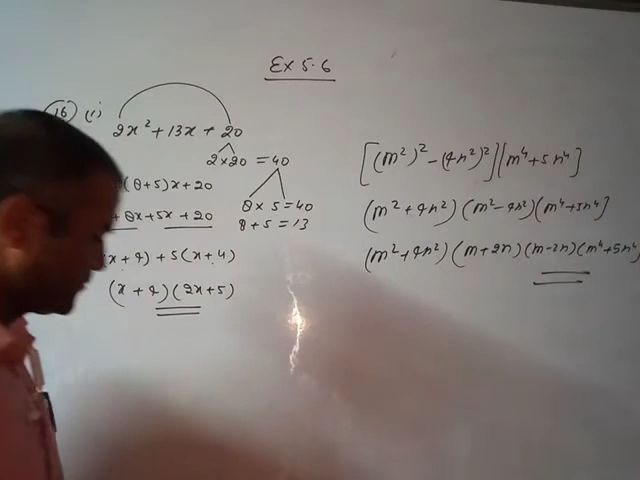 Ex 5.6
16) (i)
2x² + 13x + 20
2 × 20 = 40
8 × 5 = 40
8 + 5 = 13
(8+5)x + 20
+ 8x + 5x + 20
(x + 4) + 5(x + 4)
(x + 4) (2x + 5)
[(m²)² - (4n²)²] [m⁴ + 5n⁴]
(m² + 4n²) (m² - 4n²) (m⁴ + 5n⁴]
(m² + 4n²) (m + 2n) (m - 2n) (m⁴ + 5n⁴]